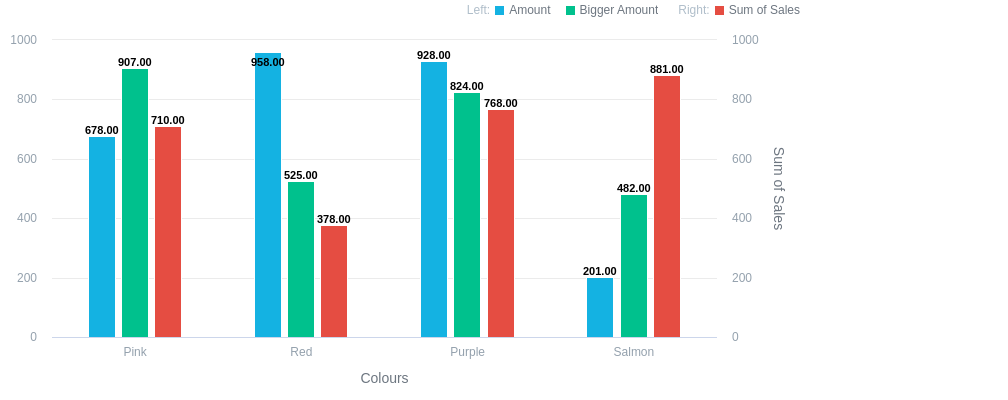 Left: Amount Bigger Amount Right: Sum of Sales
1000 1000
958.00 928.00
907.00 881.00
800 824.00 800
768.00
678.00 710.00
600 600
525.00
482.00
400 378.00 400
201.00
200 200
0 0
Pink Red Purple Salmon
Colours
Sum of Sales